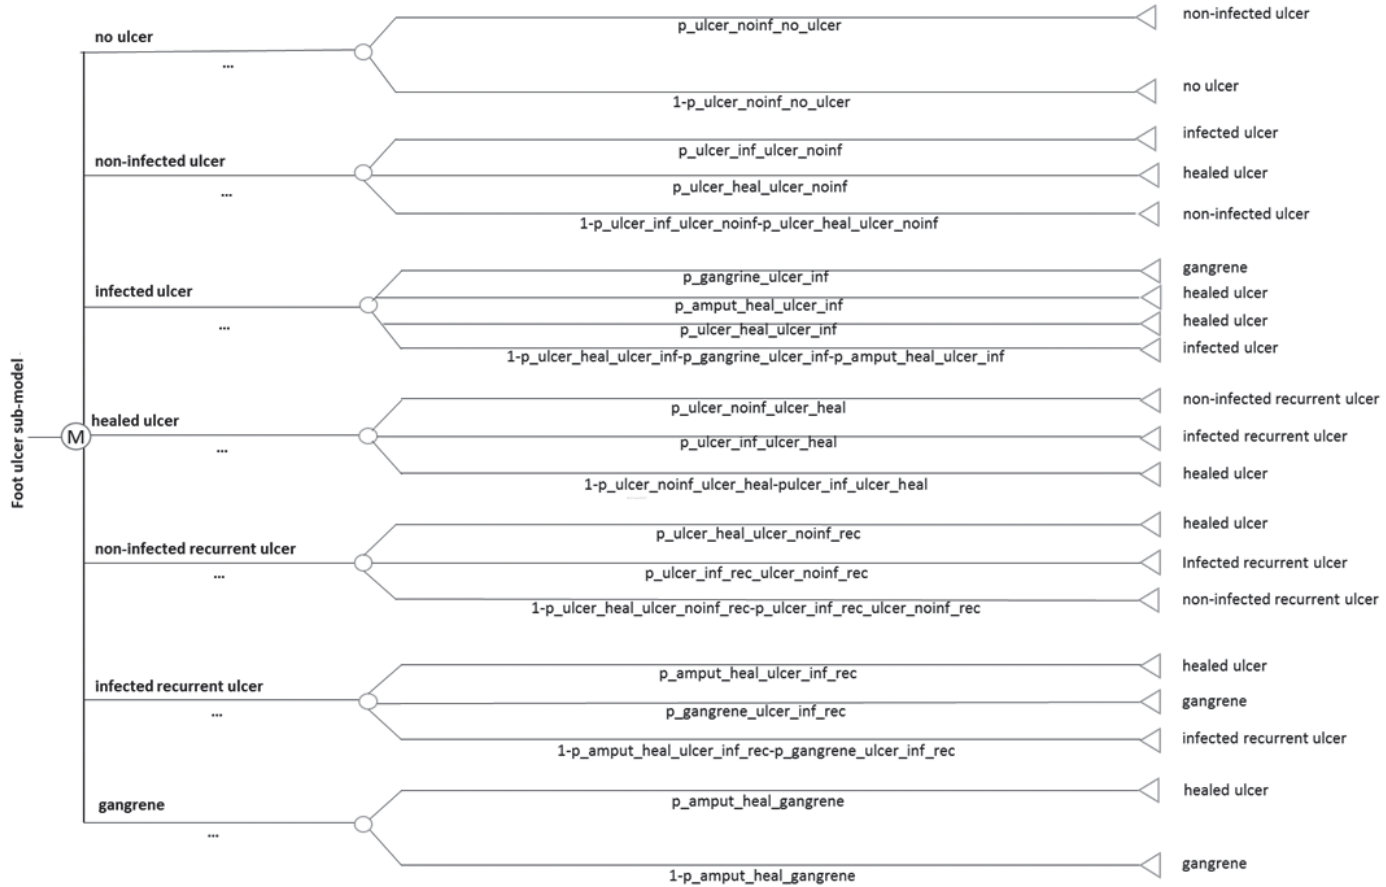 Foot ulcer sub-model
M
no ulcer
...
p_ulcer_noinf_no_ulcer
non-infected ulcer
1-p_ulcer_noinf_no_ulcer
no ulcer
non-infected ulcer
...
p_ulcer_inf_ulcer_noinf
infected ulcer
p_ulcer_heal_ulcer_noinf
healed ulcer
1-p_ulcer_inf_ulcer_noinf-p_ulcer_heal_ulcer_noinf
non-infected ulcer
infected ulcer
...
p_gangrine_ulcer_inf
gangrene
p_amput_heal_ulcer_inf
healed ulcer
p_ulcer_heal_ulcer_inf
healed ulcer
1-p_ulcer_heal_ulcer_inf-p_gangrine_ulcer_inf-p_amput_heal_ulcer_inf
infected ulcer
healed ulcer
...
p_ulcer_noinf_ulcer_heal
non-infected recurrent ulcer
p_ulcer_inf_ulcer_heal
infected recurrent ulcer
1-p_ulcer_noinf_ulcer_heal-pulcer_inf_ulcer_heal
healed ulcer
non-infected recurrent ulcer
...
p_ulcer_heal_ulcer_noinf_rec
healed ulcer
p_ulcer_inf_rec_ulcer_noinf_rec
Infected recurrent ulcer
1-p_ulcer_heal_ulcer_noinf_rec-p_ulcer_inf_rec_ulcer_noinf_rec
non-infected recurrent ulcer
infected recurrent ulcer
...
p_amput_heal_ulcer_inf_rec
healed ulcer
p_gangrene_ulcer_inf_rec
gangrene
1-p_amput_heal_ulcer_inf_rec-p_gangrene_ulcer_inf_rec
infected recurrent ulcer
gangrene
...
p_amput_heal_gangrene
healed ulcer
1-p_amput_heal_gangrene
gangrene